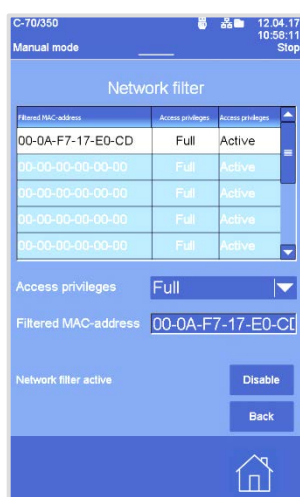 C-70/350 12.04.17
10:58:11
Manual mode Stop
Network filter
Filtered MAC-address Access privileges Access privileges
00-0A-F7-17-E0-CD Full Active
00-00-00-00-00-00 Full Active
00-00-00-00-00-00 Full Active
00-00-00-00-00-00 Full Active
00-00-00-00-00-00 Full Active
Access privileges Full
Filtered MAC-address 00-0A-F7-17-E0-CD
Network filter active Disable
Back